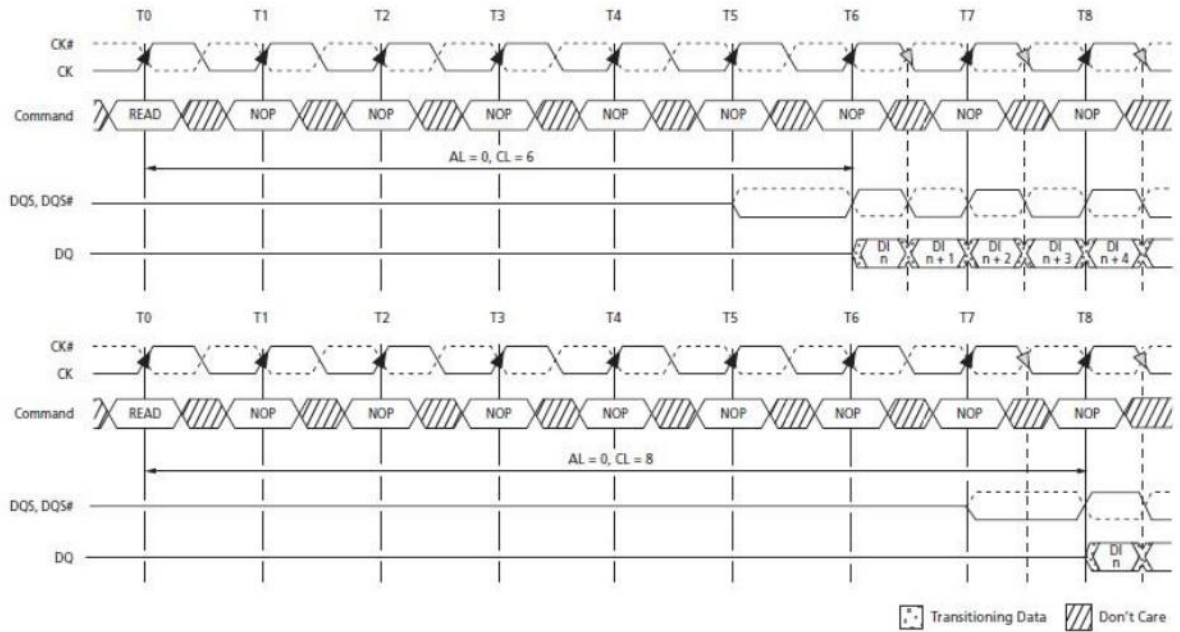 T0 T1 T2 T3 T4 T5 T6 T7 T8
CK#
CK
Command READ NOP NOP NOP NOP NOP NOP NOP NOP
AL = 0, CL = 6
DQS, DQS#
DQ DI n DI n + 1 DI n + 2 DI n + 3 DI n + 4
T0 T1 T2 T3 T4 T5 T6 T7 T8
CK#
CK
Command READ NOP NOP NOP NOP NOP NOP NOP NOP
AL = 0, CL = 8
DQS, DQS#
DQ DI n
Transitioning Data Don't Care